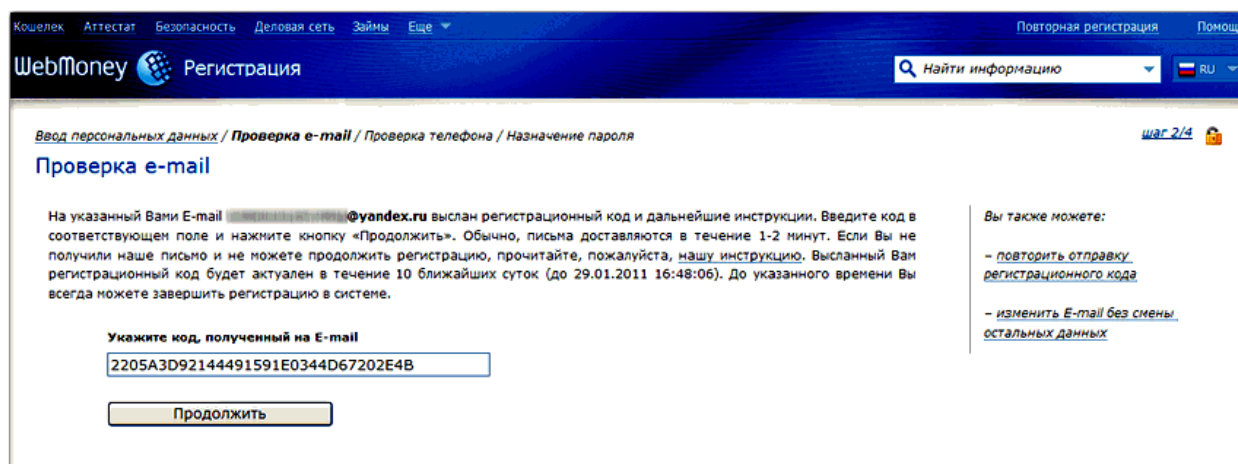 Кошелек Аттестат Безопасность Деловая сеть Займы Еще Повторная регистрация
WebMoney Регистрация Найти информацию RU
Ввод персональных данных / Проверка e-mail / Проверка телефона / Назначение пароля шаг 2/4
Проверка e-mail
На указанный Вами E-mail @yandex.ru выслан регистрационный код и дальнейшие инструкции. Введите код в
соответствующем поле и нажмите кнопку «Продолжить». Обычно, письма доставляются в течение 1-2 минут. Если Вы не
получили наше письмо и не можете продолжить регистрацию, прочитайте, пожалуйста, нашу инструкцию. Высланный Вам
регистрационный код будет актуален в течение 10 ближайших суток (до 29.01.2011 16:48:06). До указанного времени Вы
всегда можете завершить регистрацию в системе.
Укажите код, полученный на E-mail
2205A3D92144491591E0344D67202E4B
Продолжить
Вы также можете:
– повторить отправку
регистрационного кода
– изменить E-mail без смены
остальных данных